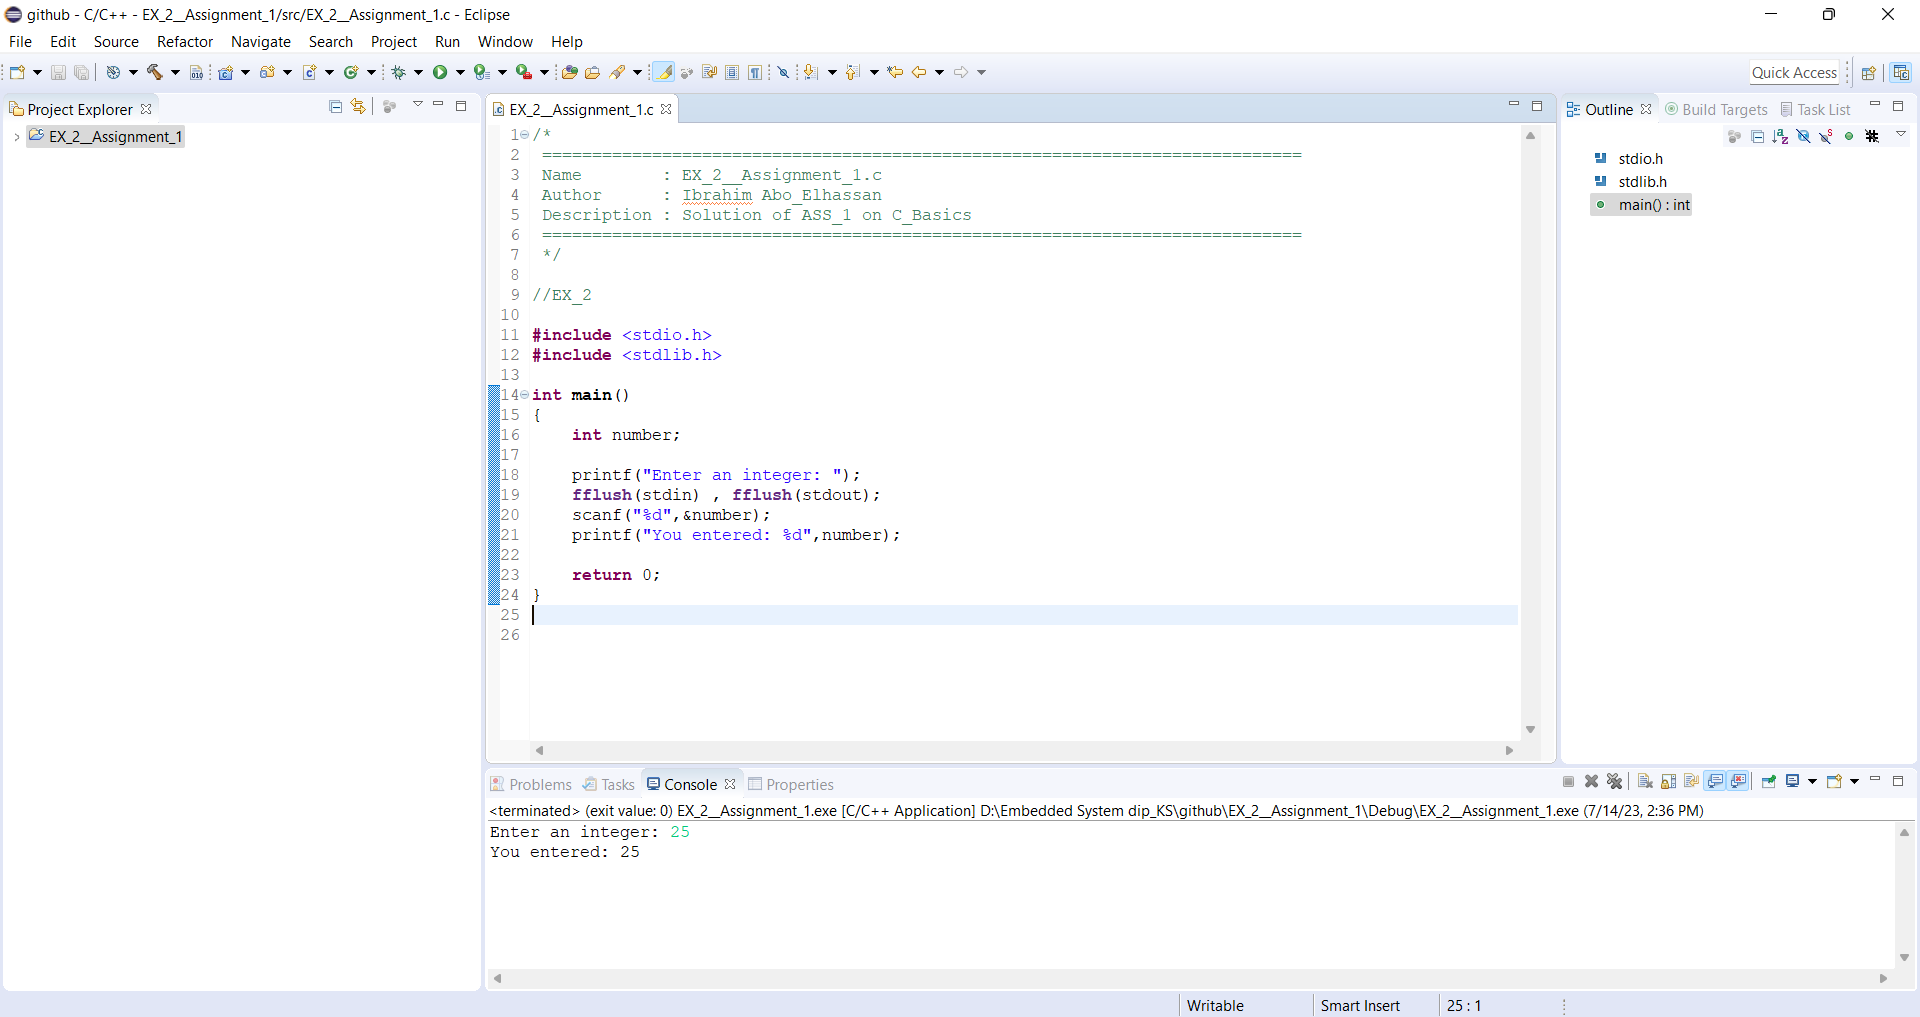 github - C/C++ - EX_2__Assignment_1/src/EX_2__Assignment_1.c - Eclipse
File Edit Source Refactor Navigate Search Project Run Window Help
Quick Access
Project Explorer
EX_2__Assignment_1
EX_2__Assignment_1.c
1 /*
2 ============================================================================
3 Name        : EX_2__Assignment_1.c
4 Author      : Ibrahim Abo_Elhassan
5 Description : Solution of ASS_1 on C_Basics
6 ============================================================================
7 */
8
9 //EX_2
10
11 #include <stdio.h>
12 #include <stdlib.h>
13
14 int main()
15 {
16     int number;
17
18     printf("Enter an integer: ");
19     fflush(stdin) , fflush(stdout);
20     scanf("%d",&number);
21     printf("You entered: %d",number);
22
23     return 0;
24 }
25
26
Outline Build Targets Task List
stdio.h
stdlib.h
main() : int
Problems Tasks Console Properties
<terminated> (exit value: 0) EX_2__Assignment_1.exe [C/C++ Application] D:\Embedded System dip_KS\github\EX_2__Assignment_1\Debug\EX_2__Assignment_1.exe (7/14/23, 2:36 PM)
Enter an integer: 25
You entered: 25
Writable Smart Insert 25 : 1